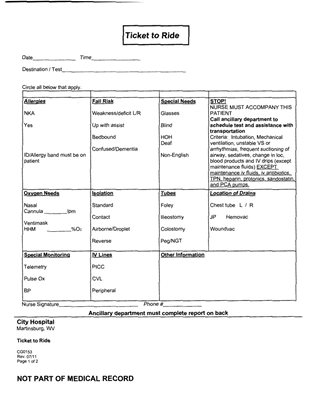 Ticket to Ride
Date Time
Destination / Test
Circle all below that apply.
Allergies
NKA
Yes
ID/Allergy band must be on
patient
Fall Risk
Weakness/deficit L/R
Up with assist
Bedbound
Confused/Dementia
Special Needs
Glasses
Blind
HOH
Deaf
Non-English
STOP!
NURSE MUST ACCOMPANY THIS
PATIENT
Call ancillary department to
schedule test and assistance with
transportation
Criteria: Intubation, Mechanical
ventilation, unstable VS or
arrhythmias, frequent suctioning of
airway, sedatives, change in loc,
blood products and IV drips (except
maintenance fluids) EXCEPT
maintenance iv fluids, iv antibiotics,
TPN, heparin, protonix, sandostatin,
and PCA pumps.
Oxygen Needs
Nasal
Cannula lpm
Ventimask
HHM %O2
Isolation
Standard
Contact
Airborne/Droplet
Reverse
Tubes
Foley
Ileostomy
Colostomy
Peg/NGT
Location of Drains
Chest tube L / R
JP Hemovac
Woundvac
Special Monitoring
Telemetry
Pulse Ox
BP
IV Lines
PICC
CVL
Peripheral
Other Information
Nurse Signature Phone #
Ancillary department must complete report on back
City Hospital
Martinsburg, WV
Ticket to Ride
CG0153
Rev. 07/11
Page 1 of 2
NOT PART OF MEDICAL RECORD